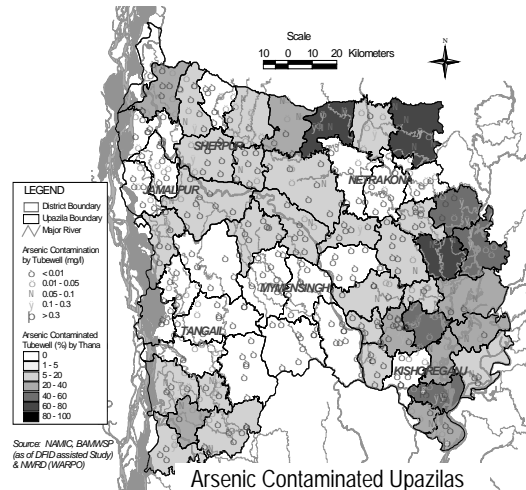 Scale
10 0 10 20 Kilometers
N
SHERPUR
NETRAKONA
JAMALPUR
MYMENSINGH
TANGAIL
KISHOREGANJ
LEGEND
District Boundary
Upazila Boundary
Major River
Arsenic Contamination
by Tubewell (mg/l)
< 0.01
0.01 - 0.05
0.05 - 0.1
0.1 - 0.3
> 0.3
Arsenic Contaminated
Tubewell (%) by Thana
0
1 - 5
5 - 20
20 - 40
40 - 60
60 - 80
80 - 100
Source: NAMIC, BAMWSP
(as of DFID assisted Study)
& NWRD (WARPO)
Arsenic Contaminated Upazilas